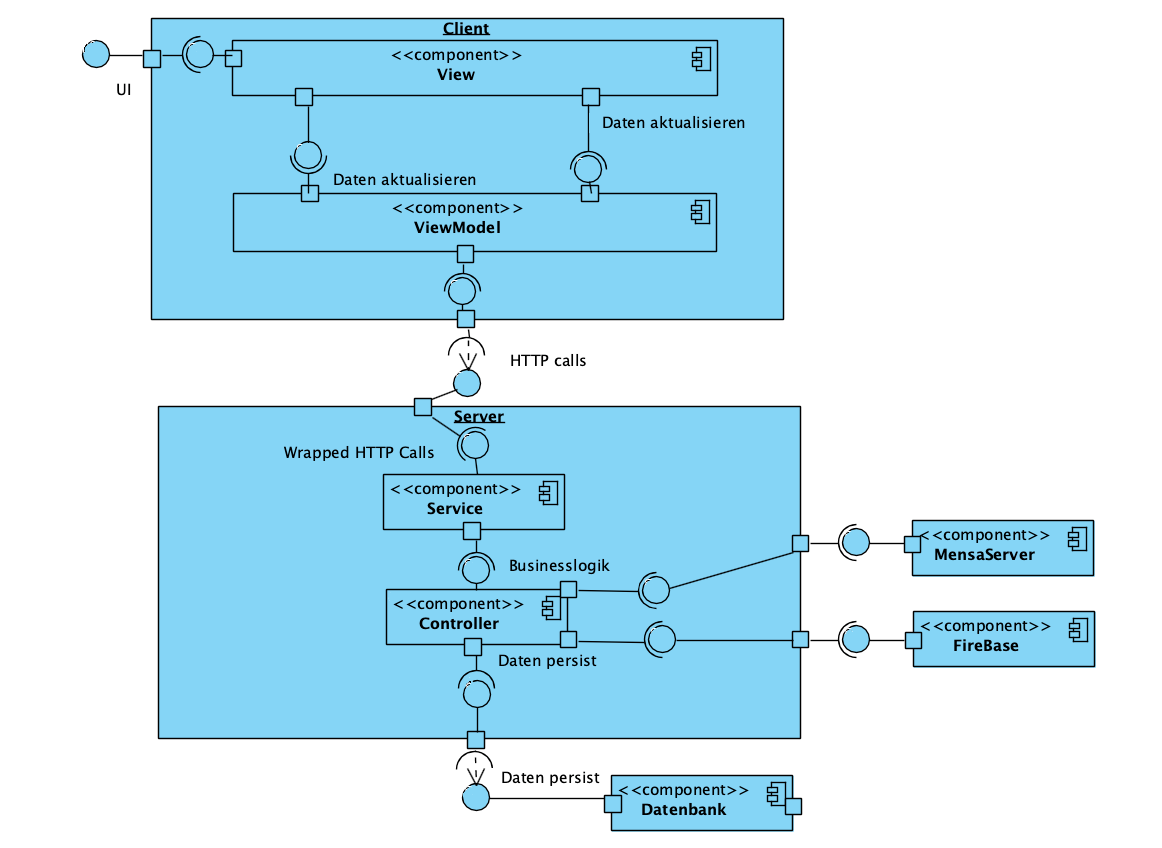 Client
<<component>>
View
UI
Daten aktualisieren
Daten aktualisieren
<<component>>
ViewModel
HTTP calls
Server
Wrapped HTTP Calls
<<component>>
Service
<<component>>
MensaServer
Businesslogik
<<component>>
Controller
<<component>>
FireBase
Daten persist
Daten persist
<<component>>
Datenbank